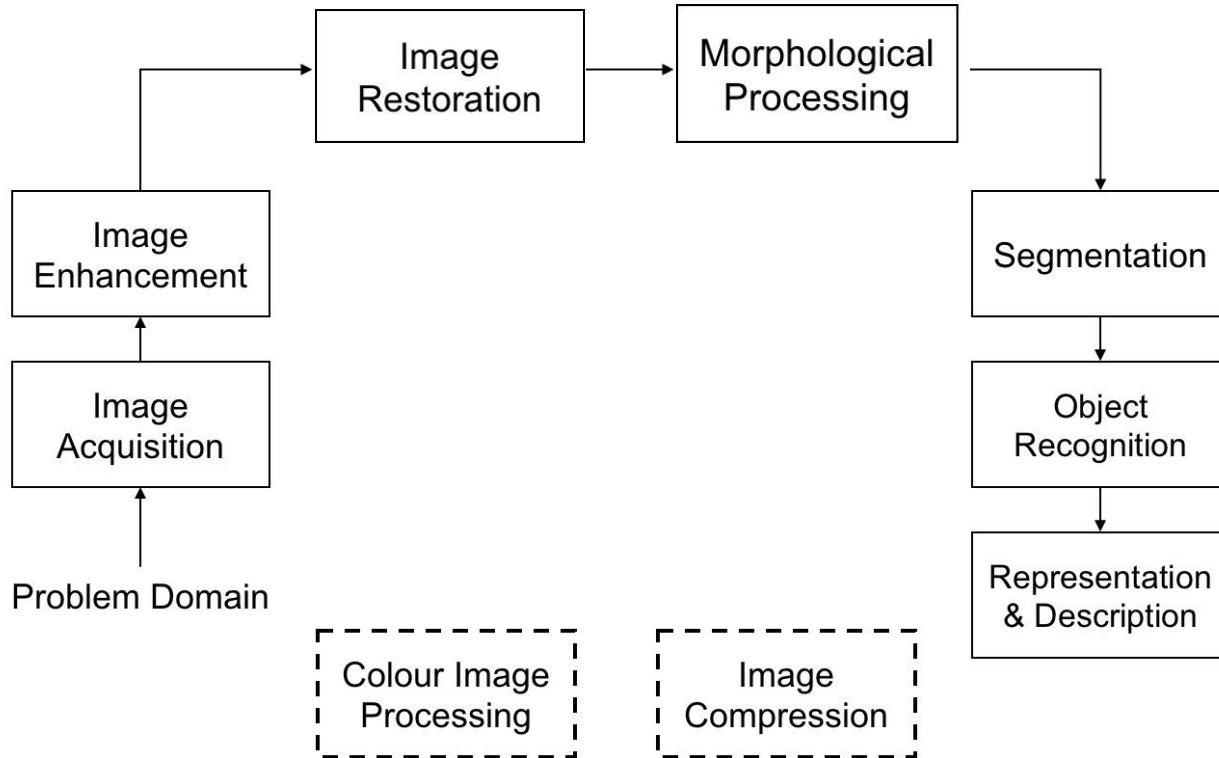 Image
Restoration
Morphological
Processing
Image
Enhancement
Segmentation
Image
Acquisition
Object
Recognition
Problem Domain
Representation
& Description
Colour Image
Processing
Image
Compression